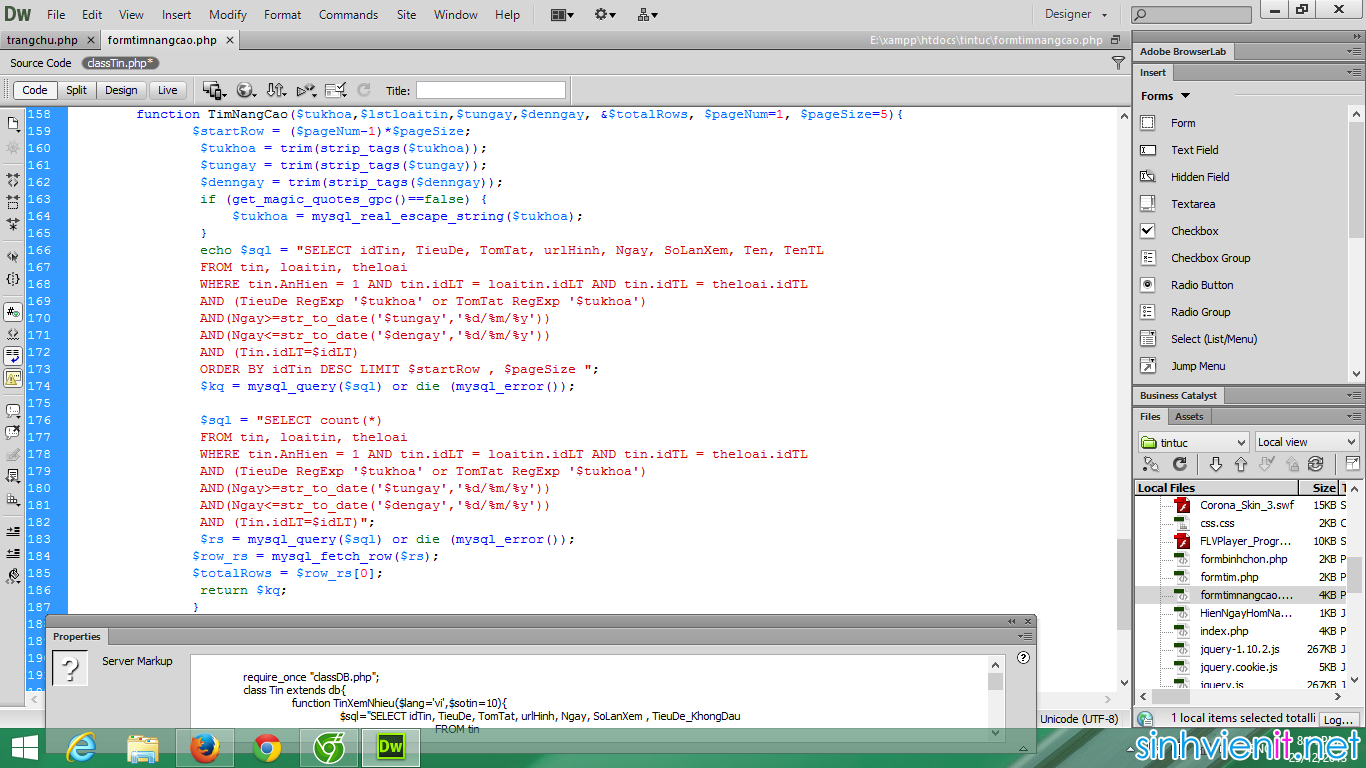 Dw File Edit View Insert Modify Format Commands Site Window Help Designer
trangchu.php formtimnangcao.php E:\xampp\htdocs\tintuc\formtimnangcao.php
Source Code classTin.php*
Code Split Design Live Title:
158 function TimNangCao($tukhoa,$lstloaitin,$tungay,$denngay, &$totalRows, $pageNum=1, $pageSize=5){
159 $startRow = ($pageNum-1)*$pageSize;
160 $tukhoa = trim(strip_tags($tukhoa));
161 $tungay = trim(strip_tags($tungay));
162 $denngay = trim(strip_tags($denngay));
163 if (get_magic_quotes_gpc()==false) {
164 $tukhoa = mysql_real_escape_string($tukhoa);
165 }
166 echo $sql = "SELECT idTin, TieuDe, TomTat, urlHinh, Ngay, SoLanXem, Ten, TenTL
167 FROM tin, loaitin, theloai
168 WHERE tin.AnHien = 1 AND tin.idLT = loaitin.idLT AND tin.idTL = theloai.idTL
169 AND (TieuDe RegExp '$tukhoa' or TomTat RegExp '$tukhoa')
170 AND(Ngay>=str_to_date('$tungay','%d/%m/%y'))
171 AND(Ngay<=str_to_date('$dengay','%d/%m/%y'))
172 AND (Tin.idLT=$idLT)
173 ORDER BY idTin DESC LIMIT $startRow , $pageSize ";
174 $kq = mysql_query($sql) or die (mysql_error());
175
176 $sql = "SELECT count(*)
177 FROM tin, loaitin, theloai
178 WHERE tin.AnHien = 1 AND tin.idLT = loaitin.idLT AND tin.idTL = theloai.idTL
179 AND (TieuDe RegExp '$tukhoa' or TomTat RegExp '$tukhoa')
180 AND(Ngay>=str_to_date('$tungay','%d/%m/%y'))
181 AND(Ngay<=str_to_date('$dengay','%d/%m/%y'))
182 AND (Tin.idLT=$idLT)";
183 $rs = mysql_query($sql) or die (mysql_error());
184 $row_rs = mysql_fetch_row($rs);
185 $totalRows = $row_rs[0];
186 return $kq;
187 }
Properties
Server Markup
require_once "classDB.php";
class Tin extends db{
function TinXemNhieu($lang='vi',$sotin=10){
$sql="SELECT idTin, TieuDe, TomTat, urlHinh, Ngay, SoLanXem , TieuDe_KhongDau
FROM tin
Unicode (UTF-8)
Adobe BrowserLab
Insert
Forms
Form
Text Field
Hidden Field
Textarea
Checkbox
Checkbox Group
Radio Button
Radio Group
Select (List/Menu)
Jump Menu
Business Catalyst
Files Assets
tintuc Local view
Local Files Size
Corona_Skin_3.swf 15KB S
css.css 2KB C
FLVPlayer_Progr... 10KB S
formbinhchon.php 2KB P
formtim.php 2KB P
formtimnangcao.... 4KB P
HienNgayHomNa... 1KB J
index.php 4KB P
jquery-1.10.2.js 267KB J
jquery.cookie.js 5KB J
jquery.js 267KB J
1 local items selected totalli Log...
Dw
sinhvienit.net